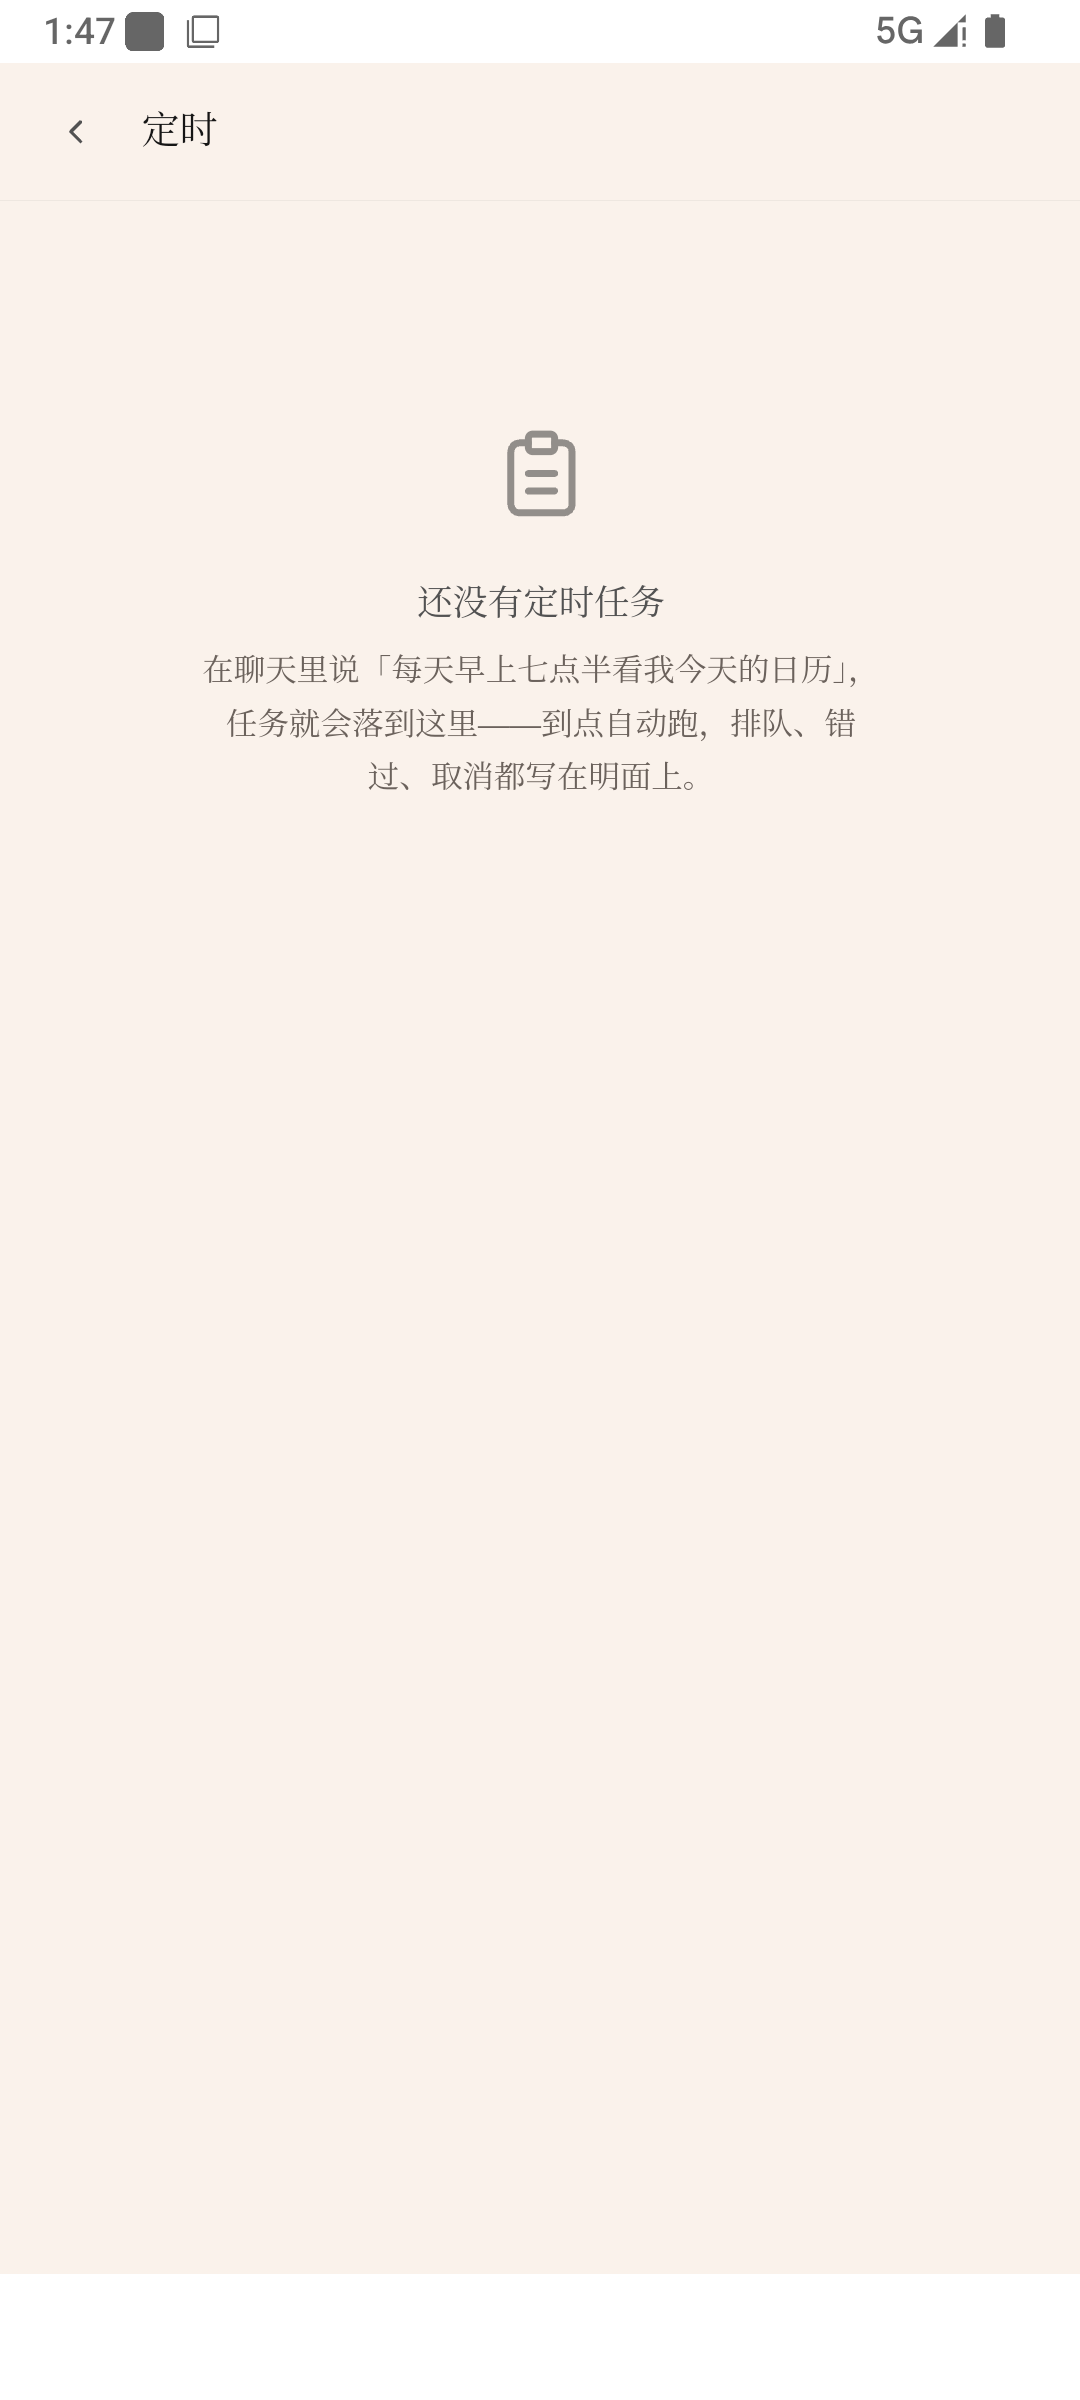 1:47
5G
定时
还没有定时任务
在聊天里说「每天早上七点半看我今天的日历」,
任务就会落到这里——到点自动跑，排队、错
过、取消都写在明面上。